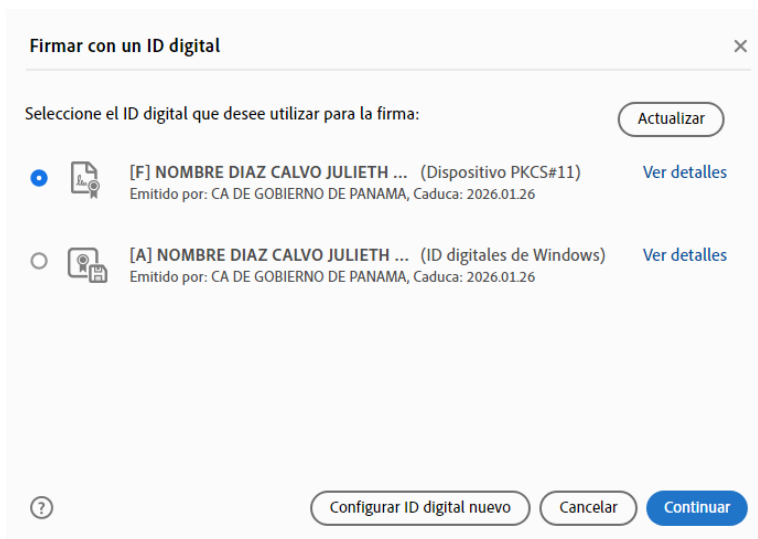 Firmar con un ID digital
Seleccione el ID digital que desee utilizar para la firma:
Actualizar
[F] NOMBRE DIAZ CALVO JULIETH ... (Dispositivo PKCS#11)
Ver detalles
Emitido por: CA DE GOBIERNO DE PANAMA, Caduca: 2026.01.26
[A] NOMBRE DIAZ CALVO JULIETH ... (ID digitales de Windows)
Ver detalles
Emitido por: CA DE GOBIERNO DE PANAMA, Caduca: 2026.01.26
?
Configurar ID digital nuevo
Cancelar
Continuar